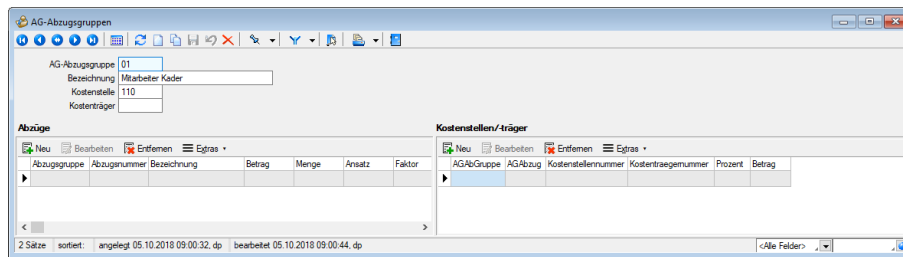 AG-Abzugsgruppen
AG-Abzugsgruppe 01
Bezeichnung Mitarbeiter Kader
Kostenstelle 110
Kostenträger
Abzüge
Neu Bearbeiten Entfernen Extras
Abzugsgruppe Abzugsnummer Bezeichnung Betrag Menge Ansatz Faktor
Kostenstellen/-träger
Neu Bearbeiten Entfernen Extras
AGAbGruppe AGAbzug Kostenstellennummer Kostentraegernummer Prozent Betrag
2 Sätze sortiert: angelegt 05.10.2018 09:00:32, dp bearbeitet 05.10.2018 09:00:44, dp <Alle Felder>